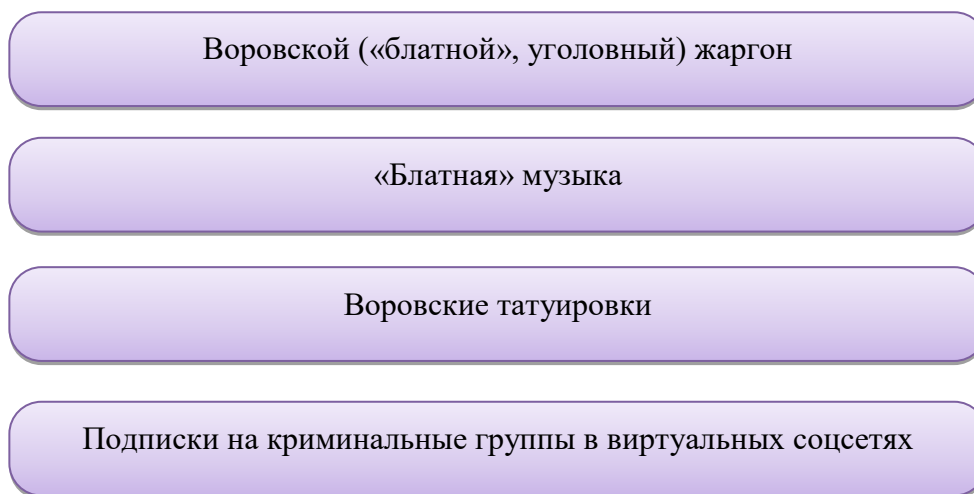 Воровской («блатной», уголовный) жаргон
«Блатная» музыка
Воровские татуировки
Подписки на криминальные группы в виртуальных соцсетях